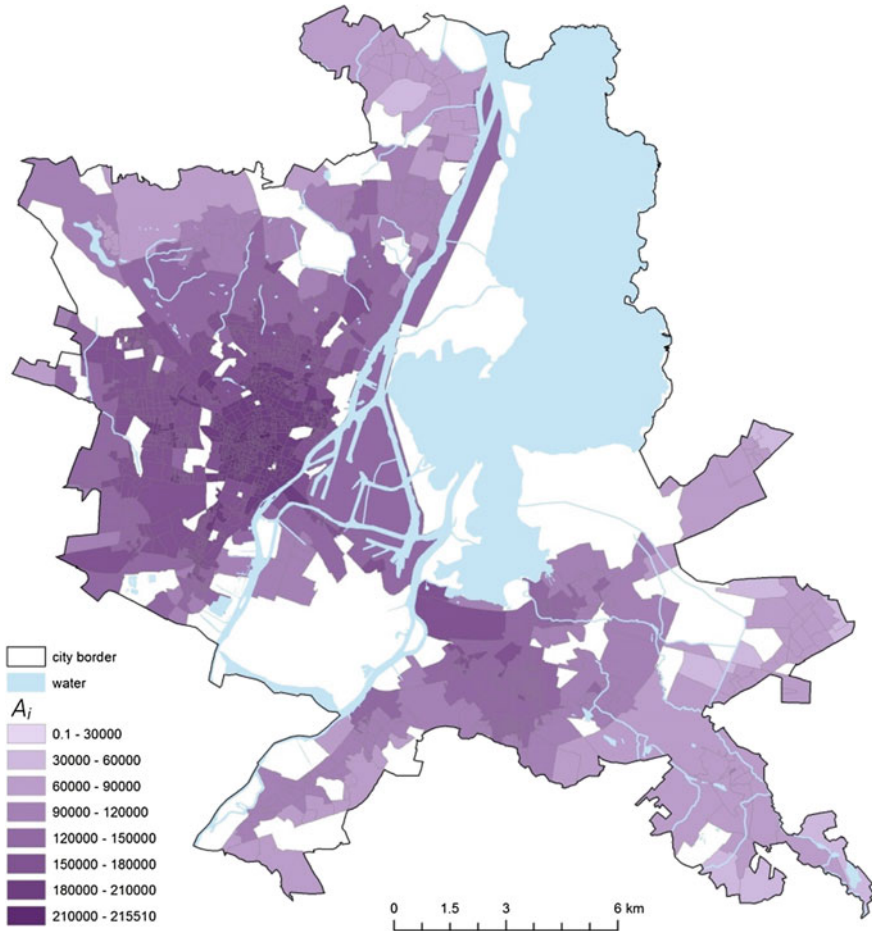 city border
water
Ai
0.1 - 30000
30000 - 60000
60000 - 90000
90000 - 120000
120000 - 150000
150000 - 180000
180000 - 210000
210000 - 215510
0 1.5 3 6 km